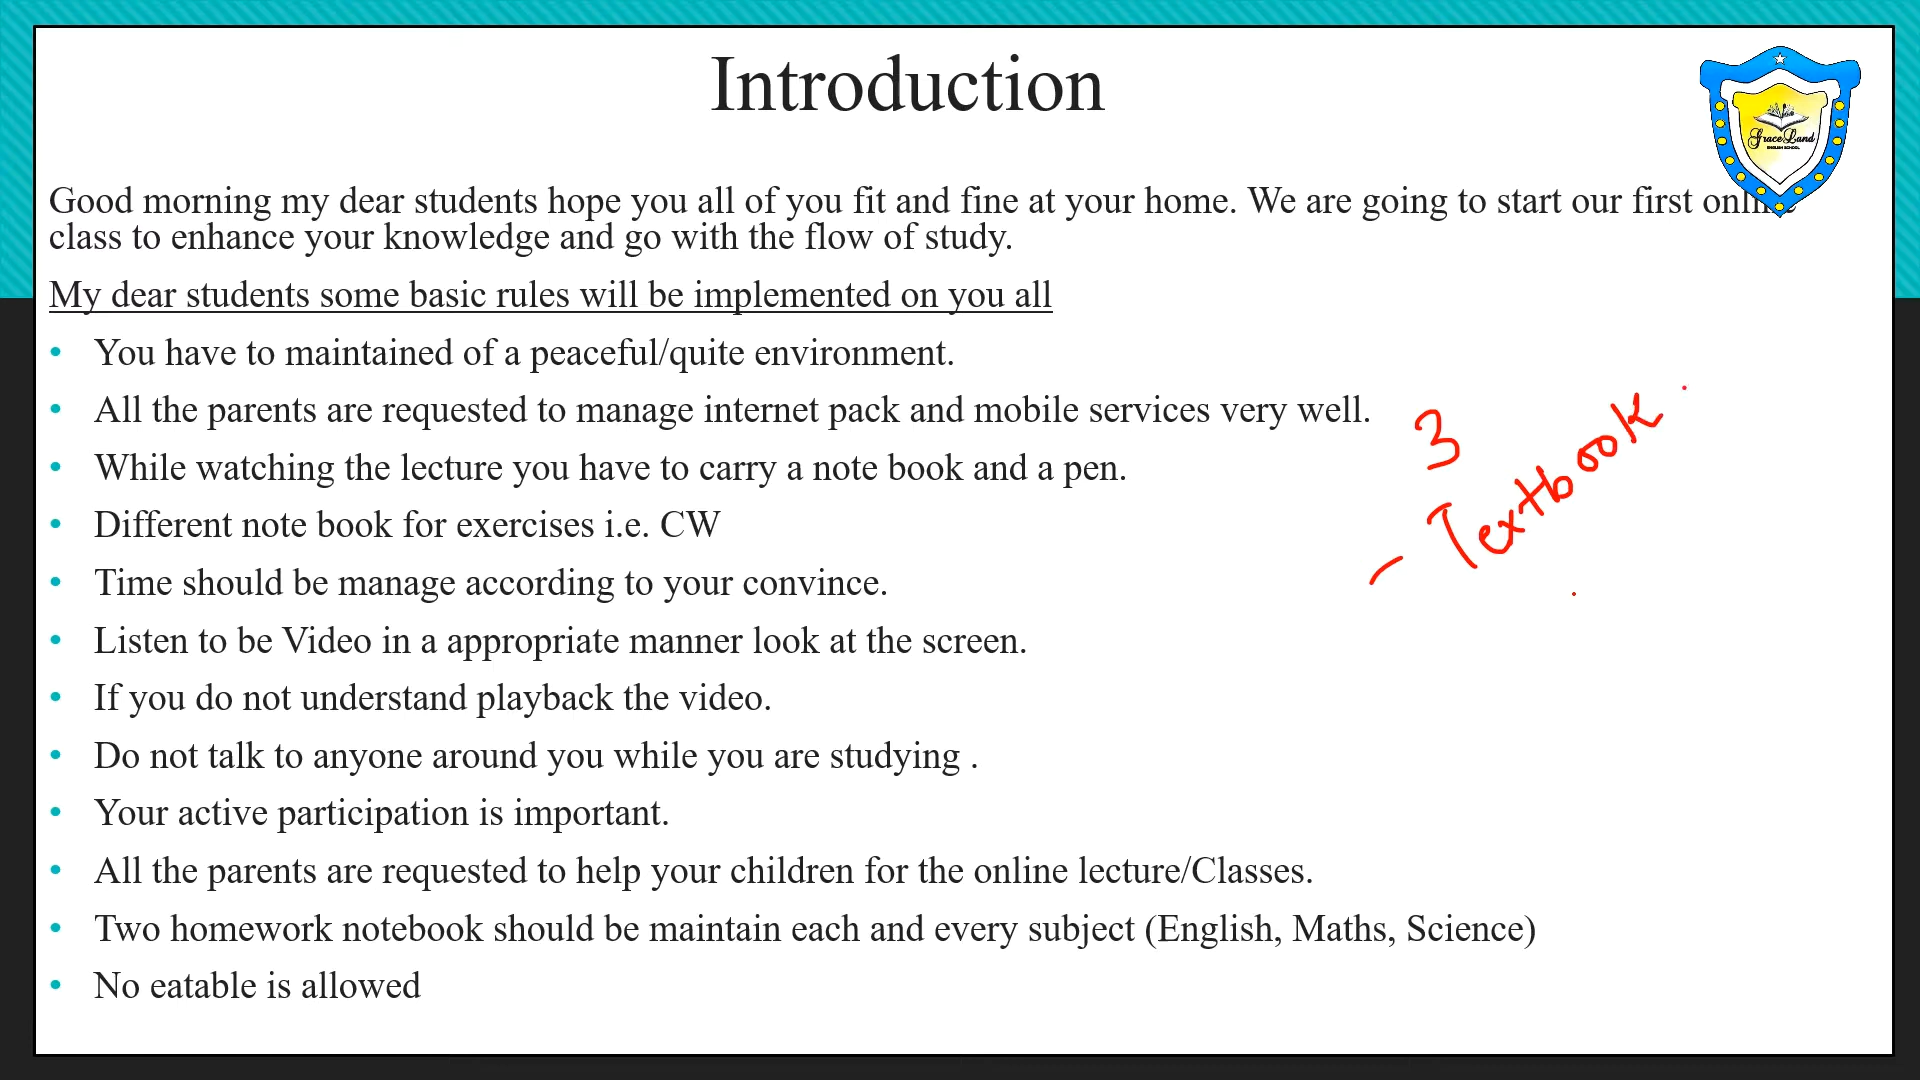 Introduction
GraceLand
ENGLISH SCHOOL
Good morning my dear students hope you all of you fit and fine at your home. We are going to start our first online
class to enhance your knowledge and go with the flow of study.
My dear students some basic rules will be implemented on you all
• You have to maintained of a peaceful/quite environment.
• All the parents are requested to manage internet pack and mobile services very well.
• While watching the lecture you have to carry a note book and a pen.
• Different note book for exercises i.e. CW
• Time should be manage according to your convince.
• Listen to be Video in a appropriate manner look at the screen.
• If you do not understand playback the video.
• Do not talk to anyone around you while you are studying .
• Your active participation is important.
• All the parents are requested to help your children for the online lecture/Classes.
• Two homework notebook should be maintain each and every subject (English, Maths, Science)
• No eatable is allowed
3
- Textbook